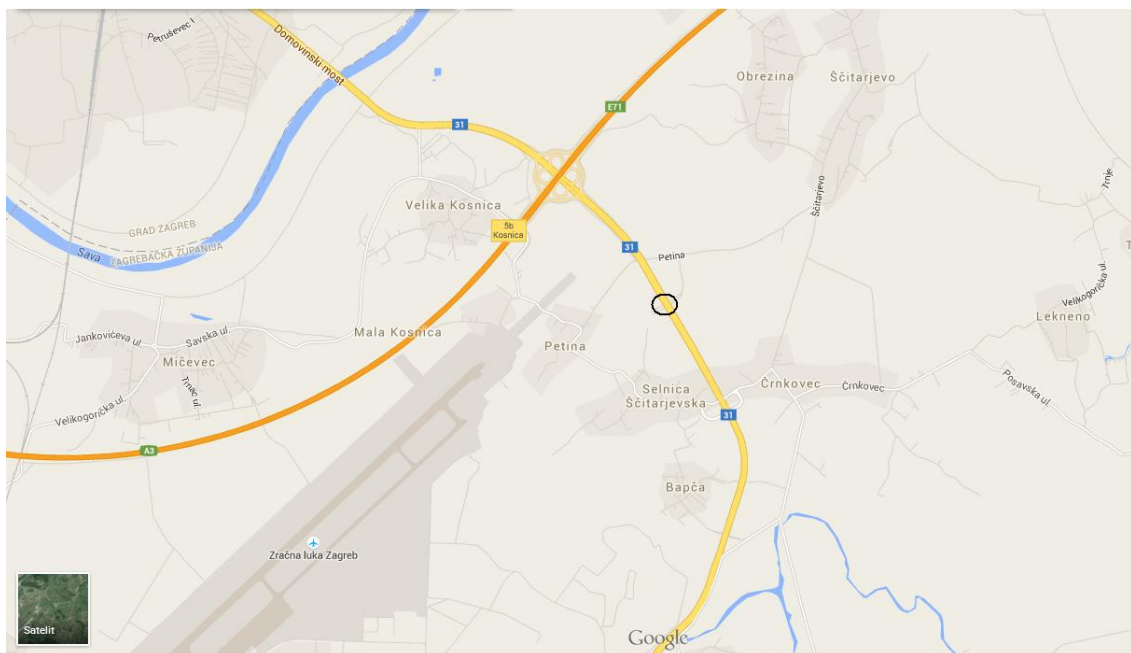 Petruševec I
Domovinski most
31
E71
Obrezina
Ščitarjevo
Trnje
Velika Kosnica
5b
Kosnica
GRAD ZAGREB
ZAGREBAČKA ŽUPANIJA
Sava
Ščitarjevo
31
Petina
Velikogorička ul.
Lekneno
Jankovićeva ul.
Savska ul.
Mala Kosnica
Petina
Mičevec
Trnac ul.
Velikogorička ul.
Selnica
Ščitarjevska
Črnkovec
Črnkovec
Posavska ul.
31
A3
Bapča
Zračna luka Zagreb
Satelit
Google